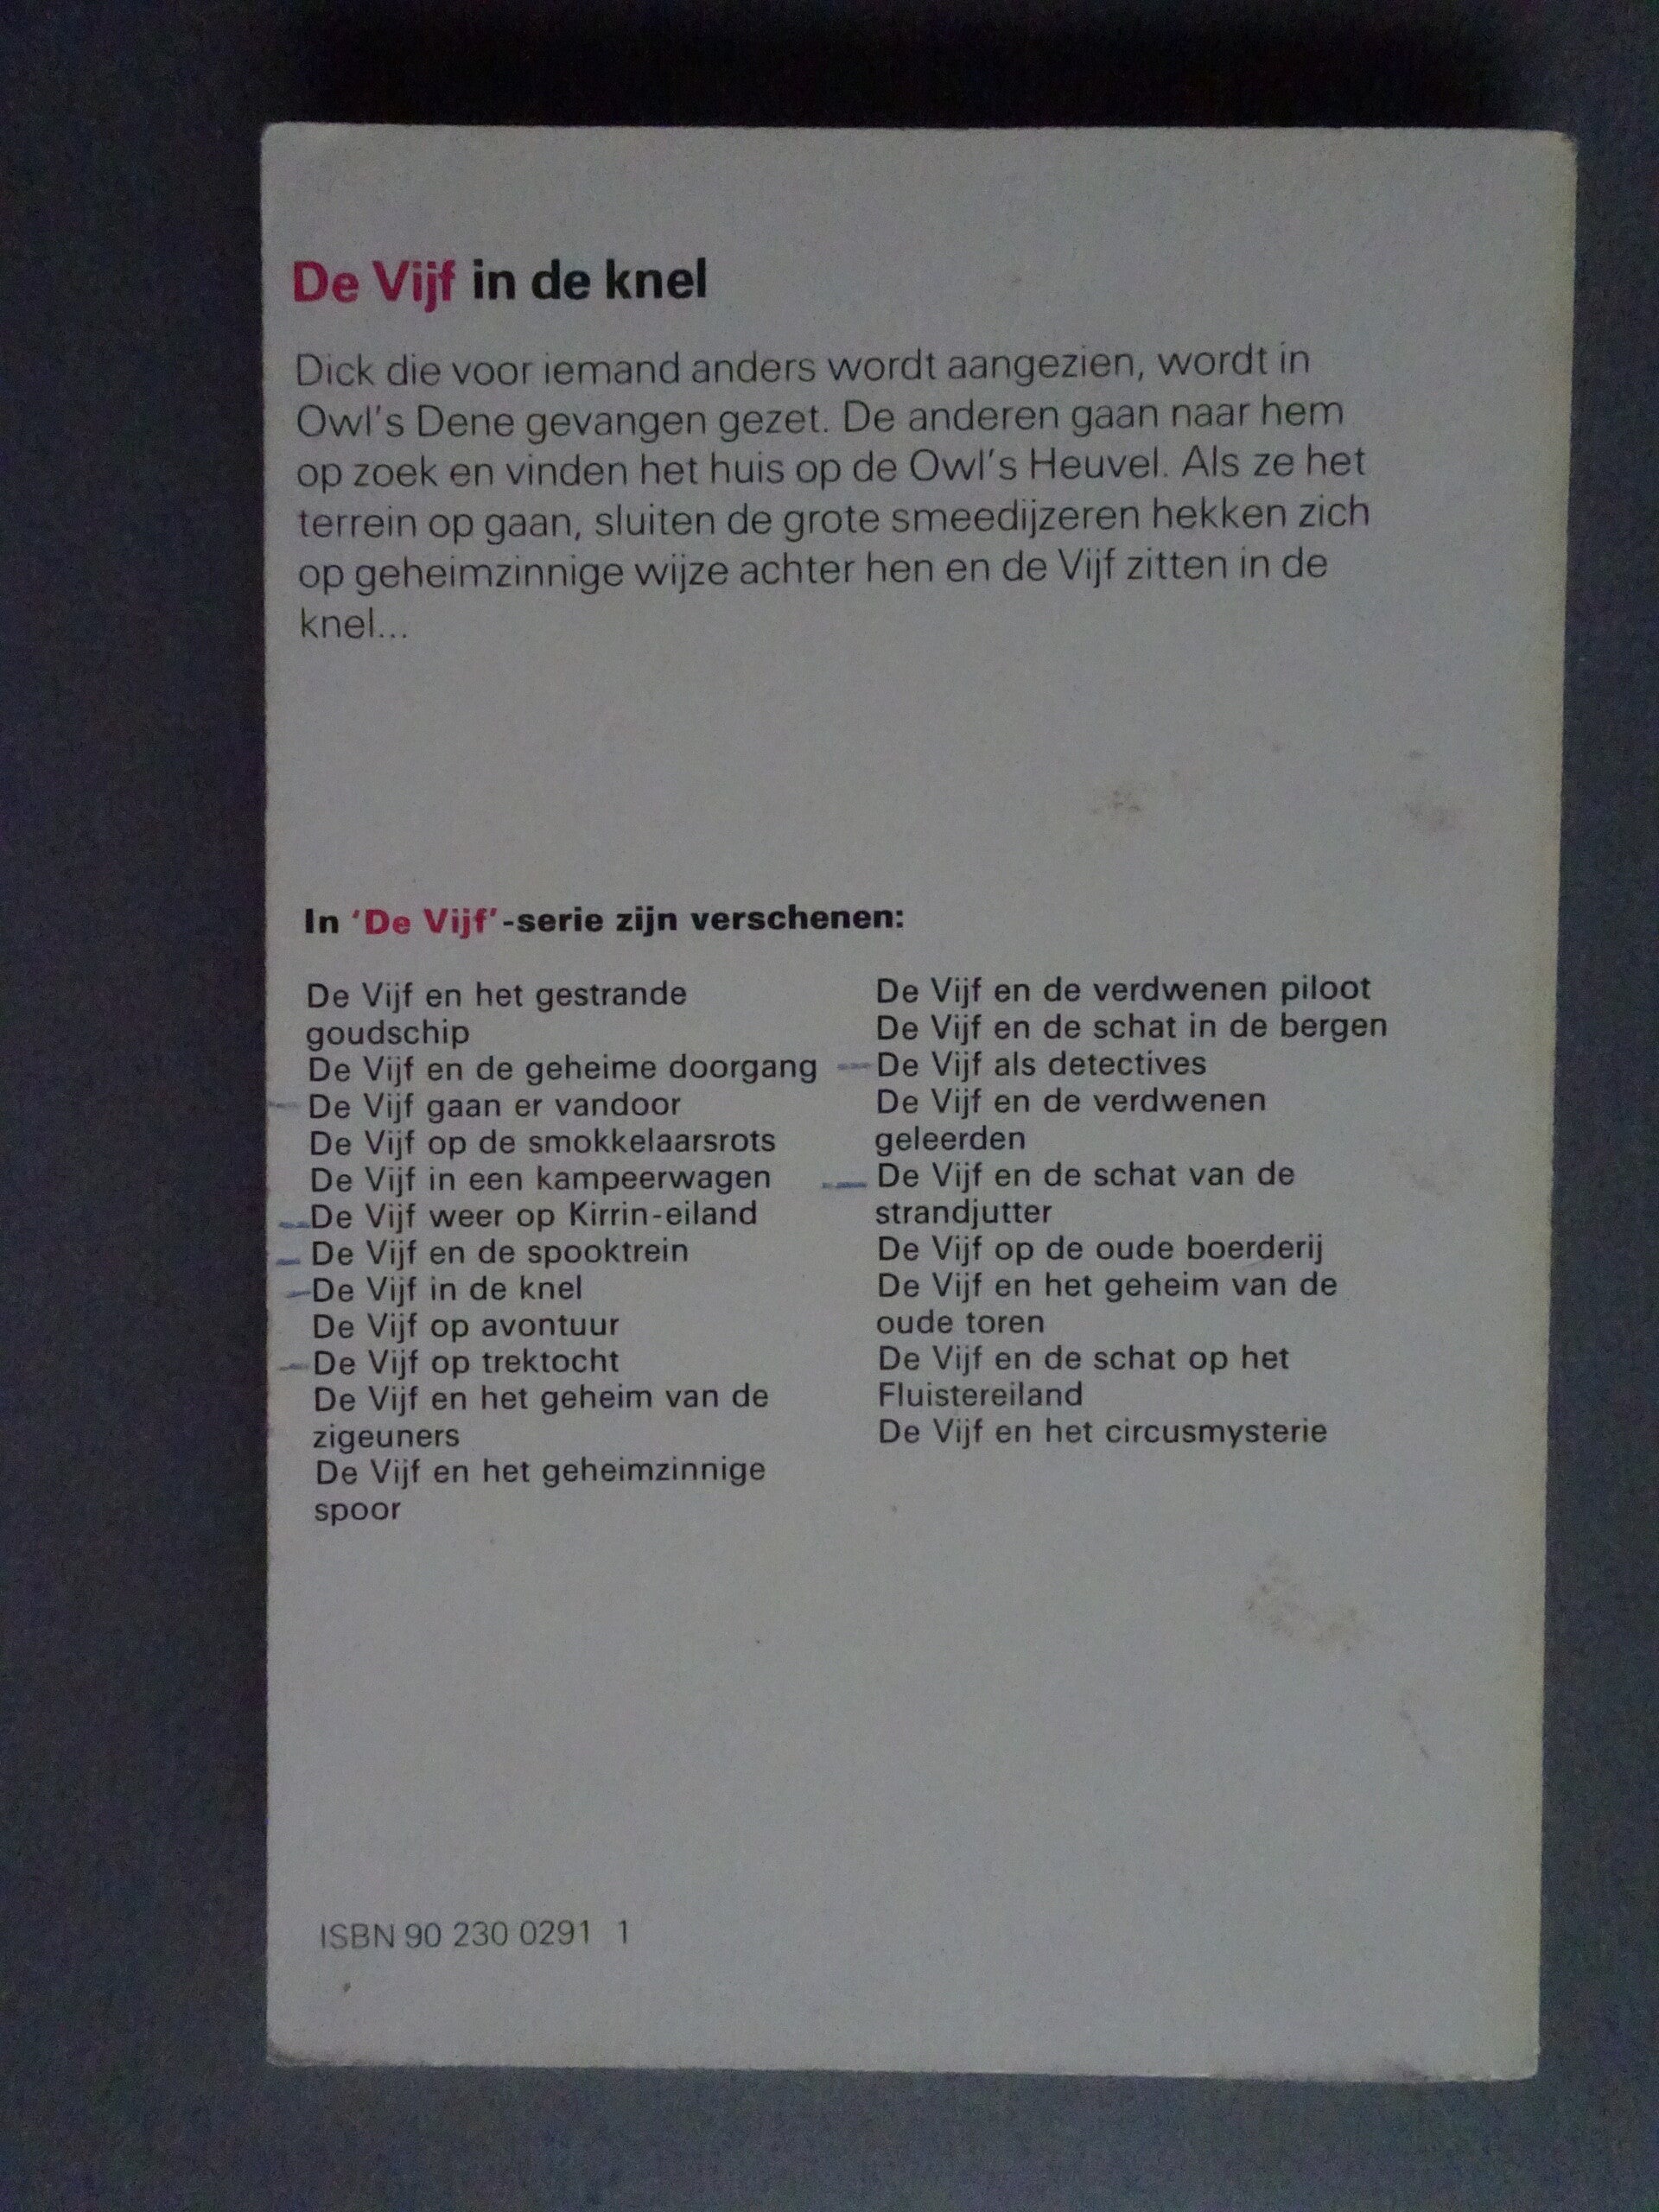 De Vijf in de knel
Dick die voor iemand anders wordt aangezien, wordt in
Owl's Dene gevangen gezet. De anderen gaan naar hem
op zoek en vinden het huis op de Owl's Heuvel. Als ze het
terrein op gaan, sluiten de grote smeedijzeren hekken zich
op geheimzinnige wijze achter hen en de Vijf zitten in de
knel...
In 'De Vijf'-serie zijn verschenen:
De Vijf en het gestrande
goudschip
De Vijf en de geheime doorgang
De Vijf gaan er vandoor
De Vijf op de smokkelaarsrots
De Vijf in een kampeerwagen
De Vijf weer op Kirrin-eiland
De Vijf en de spooktrein
De Vijf in de knel
De Vijf op avontuur
De Vijf op trektocht
De Vijf en het geheim van de
zigeuners
De Vijf en het geheimzinnige
spoor
De Vijf en de verdwenen piloot
De Vijf en de schat in de bergen
De Vijf als detectives
De Vijf en de verdwenen
geleerden
De Vijf en de schat van de
strandjutter
De Vijf op de oude boerderij
De Vijf en het geheim van de
oude toren
De Vijf en de schat op het
Fluistereiland
De Vijf en het circusmysterie
ISBN 90 230 0291 1